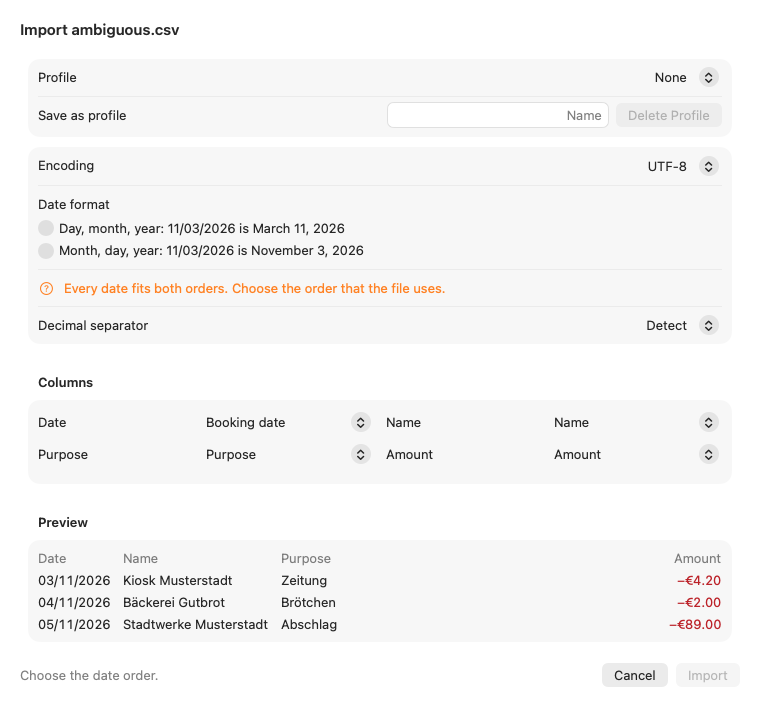 Import ambiguous.csv
Profile None
Save as profile Name Delete Profile
Encoding UTF-8
Date format
Day, month, year: 11/03/2026 is March 11, 2026
Month, day, year: 11/03/2026 is November 3, 2026
Every date fits both orders. Choose the order that the file uses.
Decimal separator Detect
Columns
Date Booking date Name Name
Purpose Purpose Amount Amount
Preview
Date Name Purpose Amount
03/11/2026 Kiosk Musterstadt Zeitung –€4.20
04/11/2026 Bäckerei Gutbrot Brötchen –€2.00
05/11/2026 Stadtwerke Musterstadt Abschlag –€89.00
Choose the date order. Cancel Import